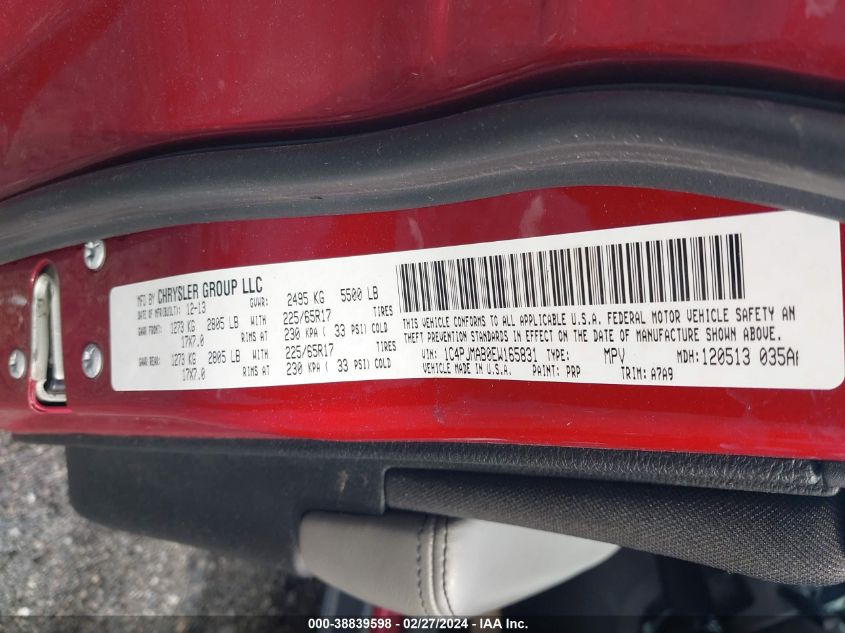 MFD BY CHRYSLER GROUP LLC
DATE OF MFR(BUILT): 12-13 GVWR: 2495 KG 5500 LB
GAWR FRONT: 1273 KG 2805 LB WITH 225/65R17 TIRES
17X7.0 RIMS AT 230 KPA ( 33 PSI) COLD
GAWR REAR: 1273 KG 2805 LB WITH 225/65R17 TIRES
17X7.0 RIMS AT 230 KPA ( 33 PSI) COLD
THIS VEHICLE CONFORMS TO ALL APPLICABLE U.S.A. FEDERAL MOTOR VEHICLE SAFETY AN
THEFT PREVENTION STANDARDS IN EFFECT ON THE DATE OF MANUFACTURE SHOWN ABOVE.
VIN: 1C4PJMAB0EW165831 TYPE: MPV MDH: 120513 035A
VEHICLE MADE IN U.S.A. PAINT: PRP TRIM: A7A9
000-38839598 - 02/27/2024 - IAAI.com